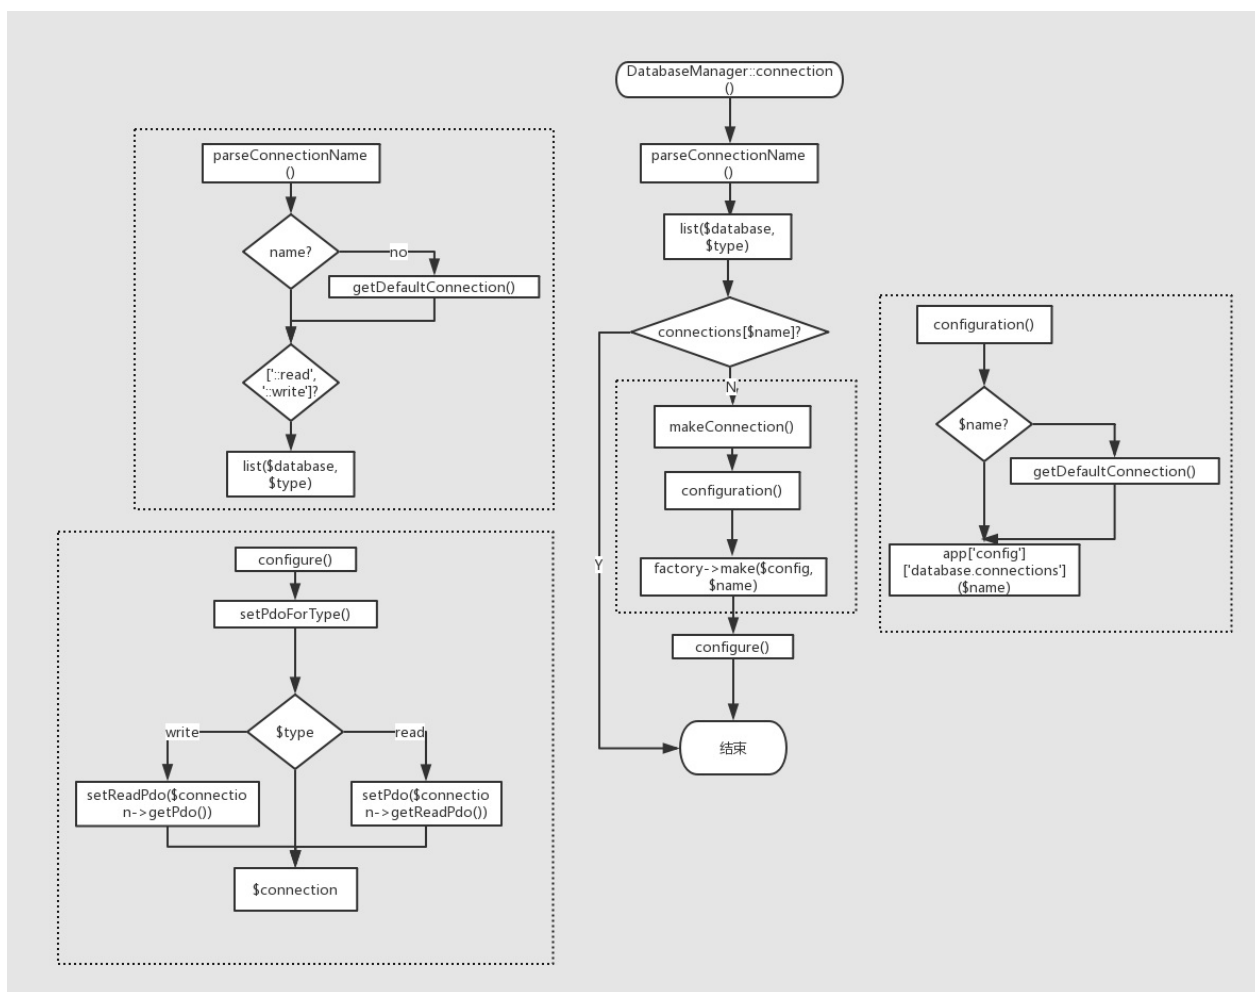 DatabaseManager::connection
()
parseConnectionName
()
list($database,
$type)
connections[$name]?
N
Y
makeConnection()
configuration()
factory->make($config,
$name)
configure()
结束
parseConnectionName
()
name?
no
getDefaultConnection()
['::read',
'::write']?
list($database,
$type)
configure()
setPdoForType()
$type
write
read
setReadPdo($connectio
n->getPdo())
setPdo($connectio
n->getReadPdo())
$connection
configuration()
$name?
getDefaultConnection()
app['config']
['database.connections']
($name)